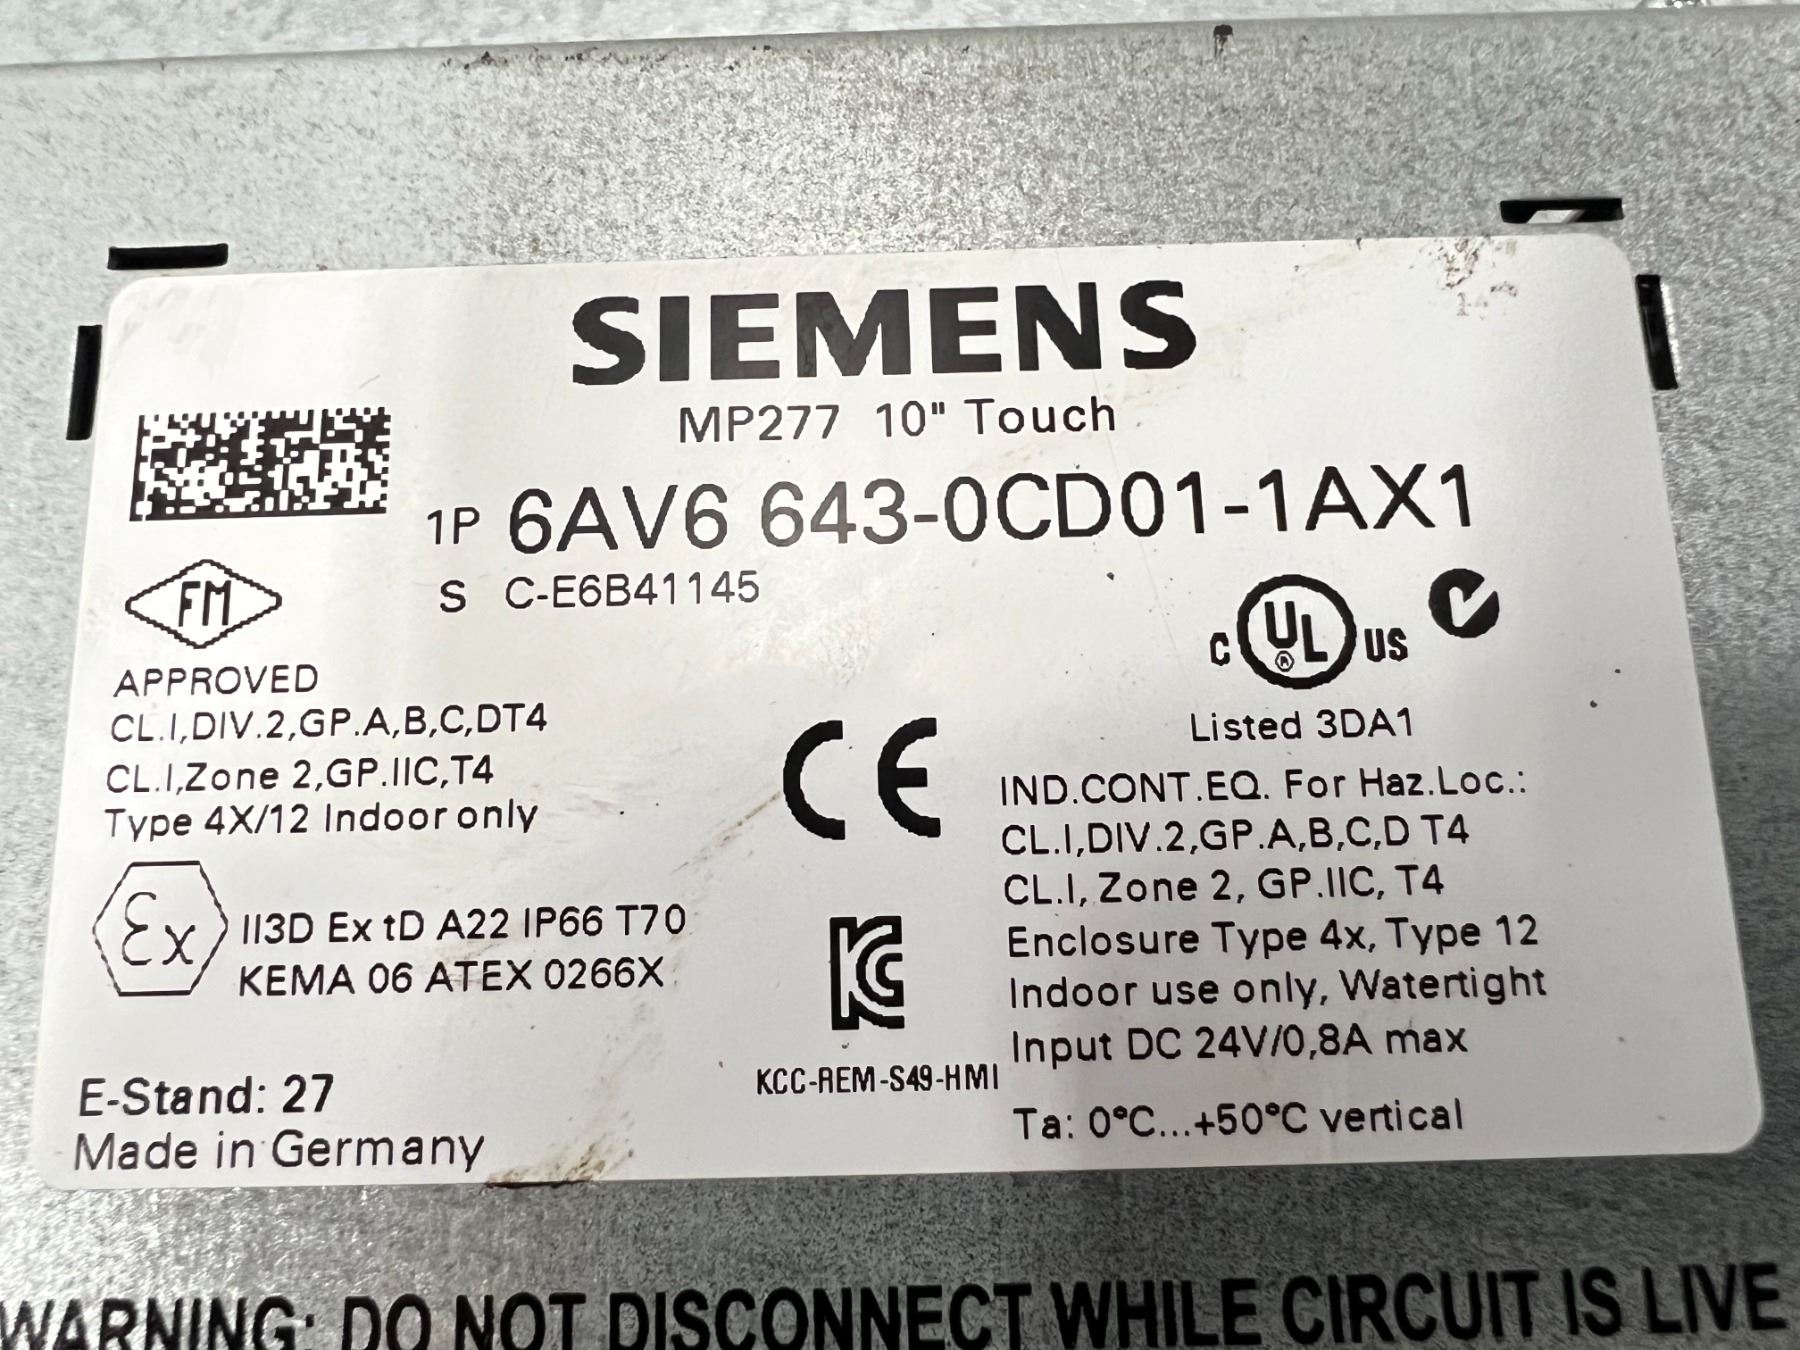 SIEMENS
MP277 10" Touch
1P 6AV6 643-0CD01-1AX1
S C-E6B41145
FM
APPROVED
CL.I,DIV.2,GP.A,B,C,DT4
CL.I,Zone 2,GP.IIC,T4
Type 4X/12 Indoor only
Ex
II3D Ex tD A22 IP66 T70
KEMA 06 ATEX 0266X
E-Stand: 27
Made in Germany
CE
KC
KCC-REM-S49-HMI
C UL ® US
Listed 3DA1
IND.CONT.EQ. For Haz.Loc.:
CL.I,DIV.2,GP.A,B,C,D T4
CL.I, Zone 2, GP.IIC, T4
Enclosure Type 4x, Type 12
Indoor use only, Watertight
Input DC 24V/0,8A max
Ta: 0°C...+50°C vertical
WARNING: DO NOT DISCONNECT WHILE CIRCUIT IS LIVE